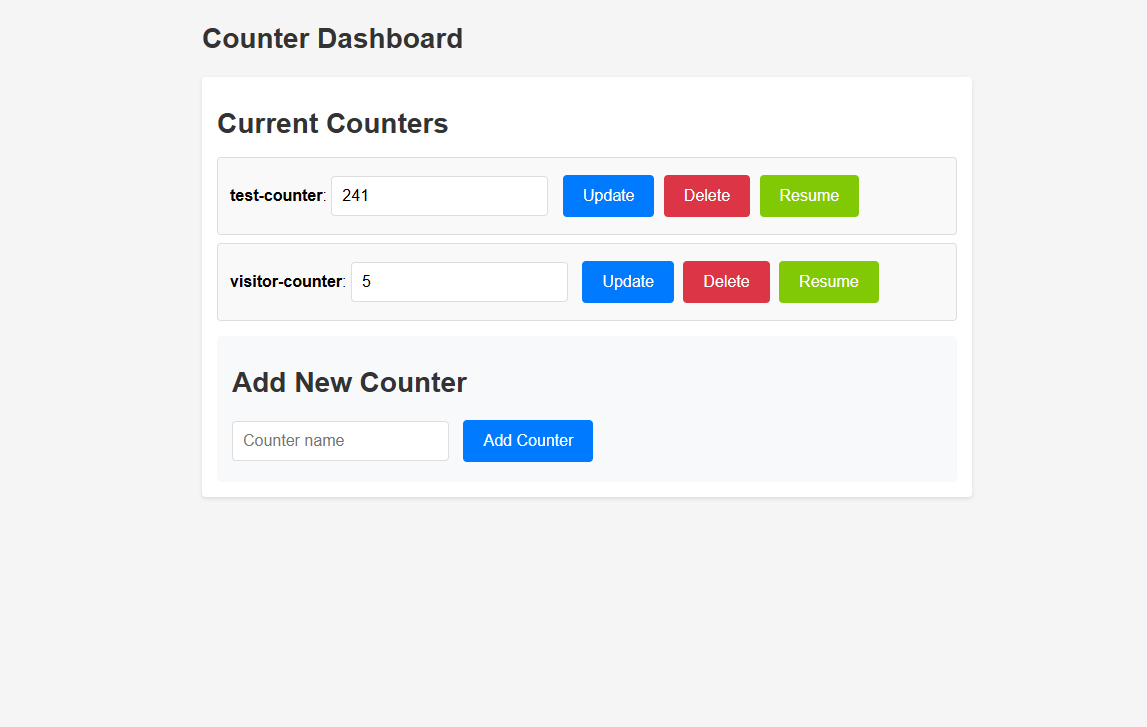 Counter Dashboard
Current Counters
test-counter: 241 Update Delete Resume
visitor-counter: 5 Update Delete Resume
Add New Counter
Counter name Add Counter